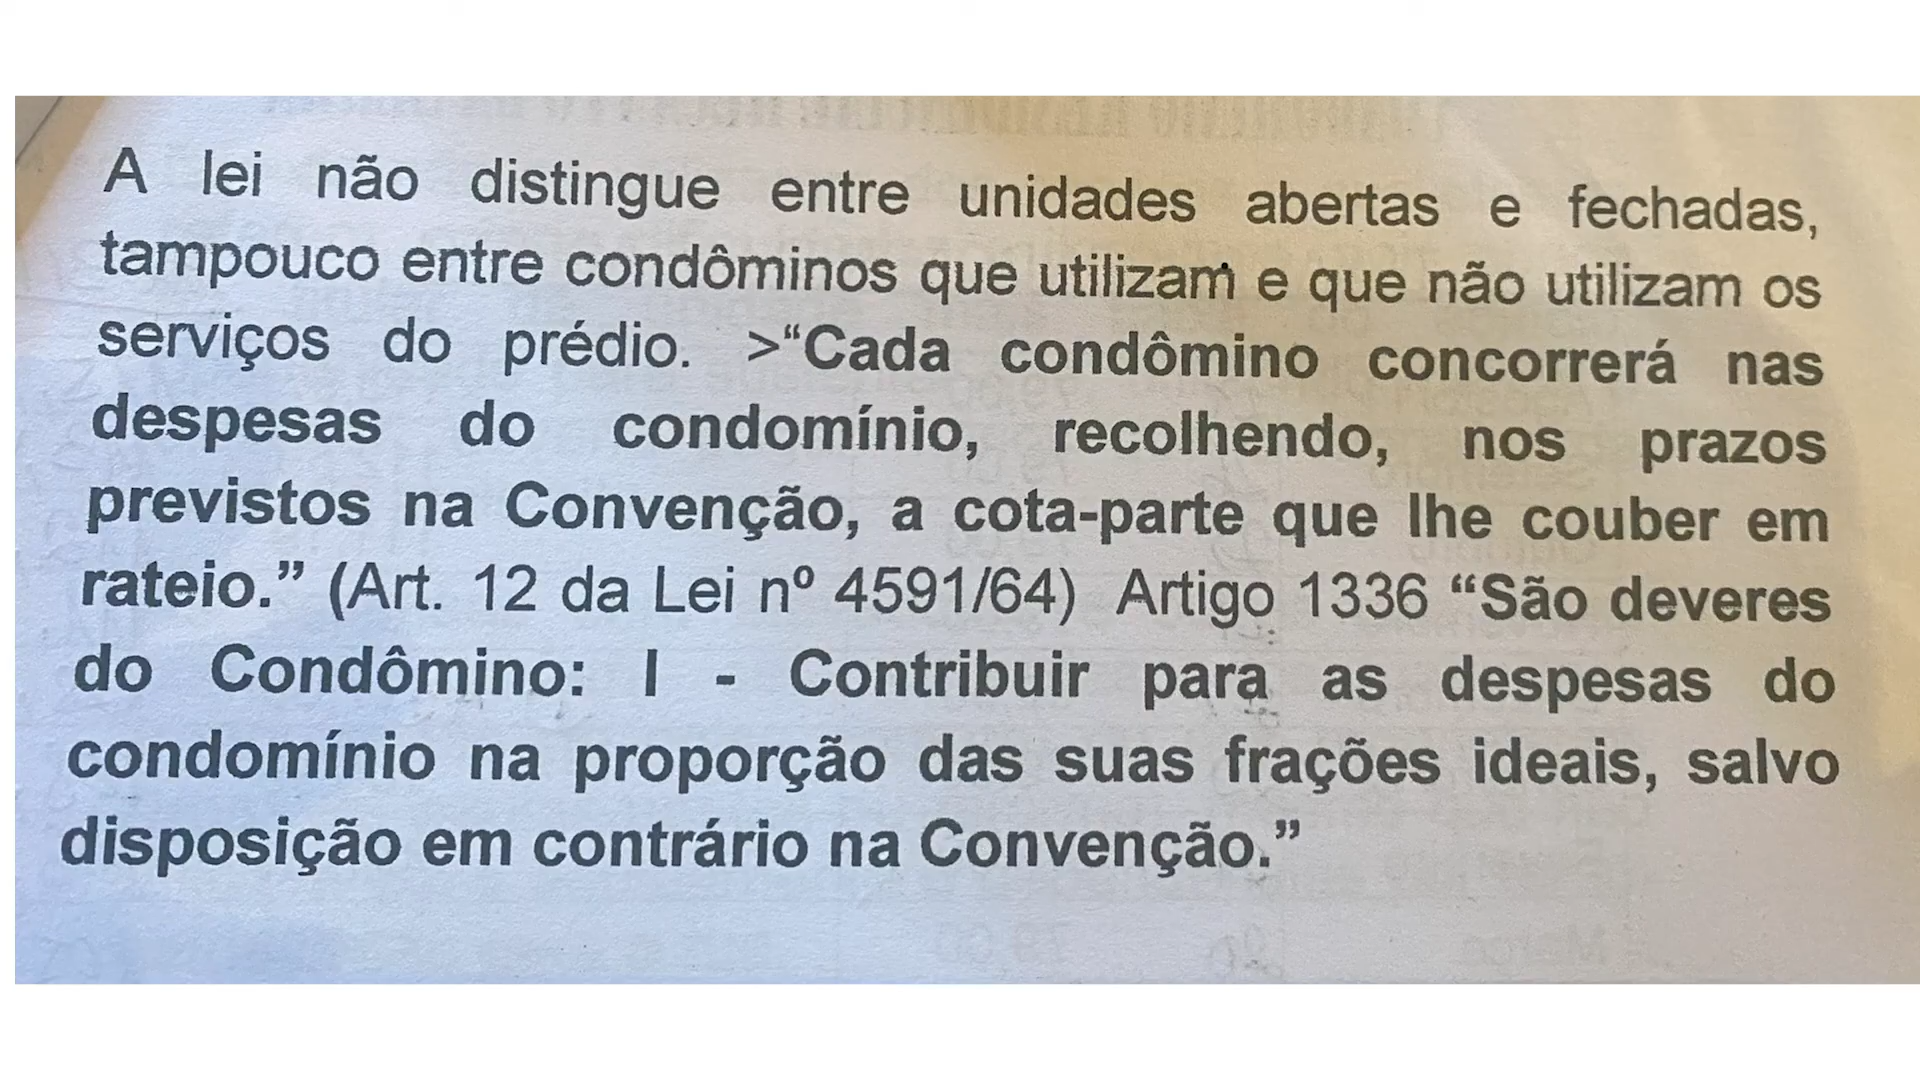 A lei não distingue entre unidades abertas e fechadas,
tampouco entre condôminos que utilizam e que não utilizam os
serviços do prédio. >“Cada condômino concorrerá nas
despesas do condomínio, recolhendo, nos prazos
previstos na Convenção, a cota-parte que lhe couber em
rateio.” (Art. 12 da Lei nº 4591/64) Artigo 1336 “São deveres
do Condômino: I - Contribuir para as despesas do
condomínio na proporção das suas frações ideais, salvo
disposição em contrário na Convenção.”